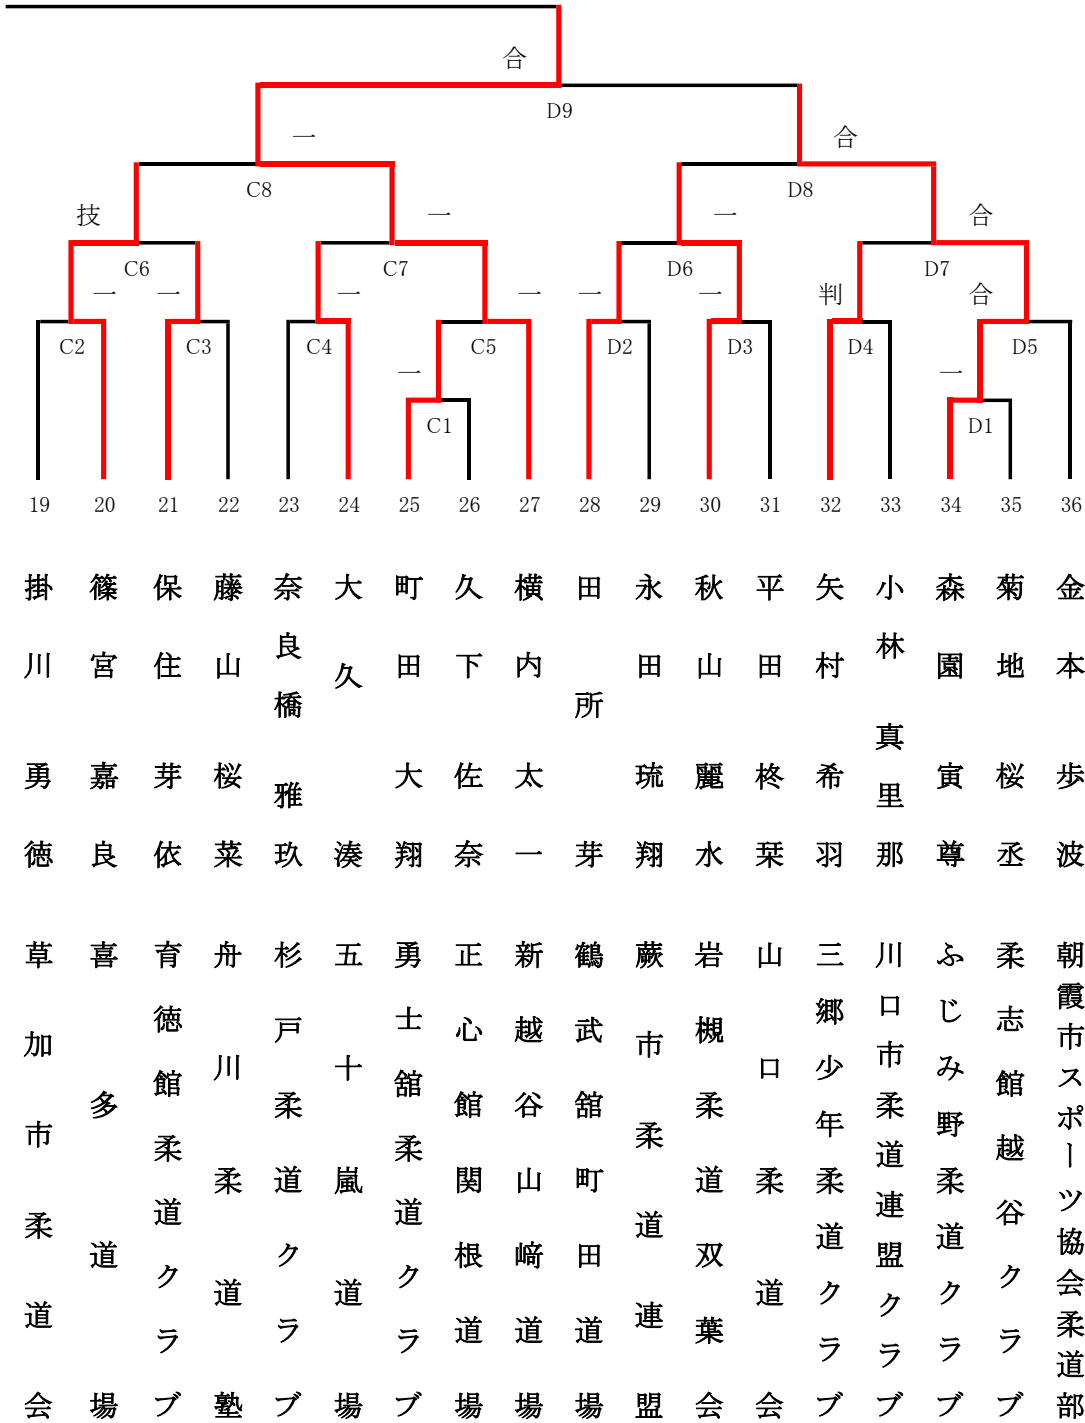 合
D9
一 合
C8 D8
技 一 一 合
C6 C7 D6 D7
一 一 一 一 一 一 判 合
C2 C3 C4 C5 D2 D3 D4 D5
一 一
C1 D1
19 20 21 22 23 24 25 26 27 28 29 30 31 32 33 34 35 36
掛川 勇徳
篠宮 嘉良
保住 芽依
藤山 桜菜
奈良橋 雅玖
大久 湊
町田 大翔
久下 佐奈
横内 太一
田所 芽
永田 琉翔
秋山 麗水
平田 柊栞
矢村 希羽
小林 真里那
森園 寅尊
菊地 桜丞
金本 歩波
草加市柔道会
喜多道場
育徳館柔道クラブ
舟川柔道塾
杉戸柔道クラブ
五十嵐道場
勇士舘柔道クラブ
正心館関根道場
新越谷山﨑道場
鶴武舘町田道場
蕨市柔道連盟
岩槻柔道双葉会
山口柔道会
三郷少年柔道クラブ
川口市柔道連盟クラブ
ふじみ野柔道クラブ
柔志館越谷クラブ
朝霞市スポーツ協会柔道部